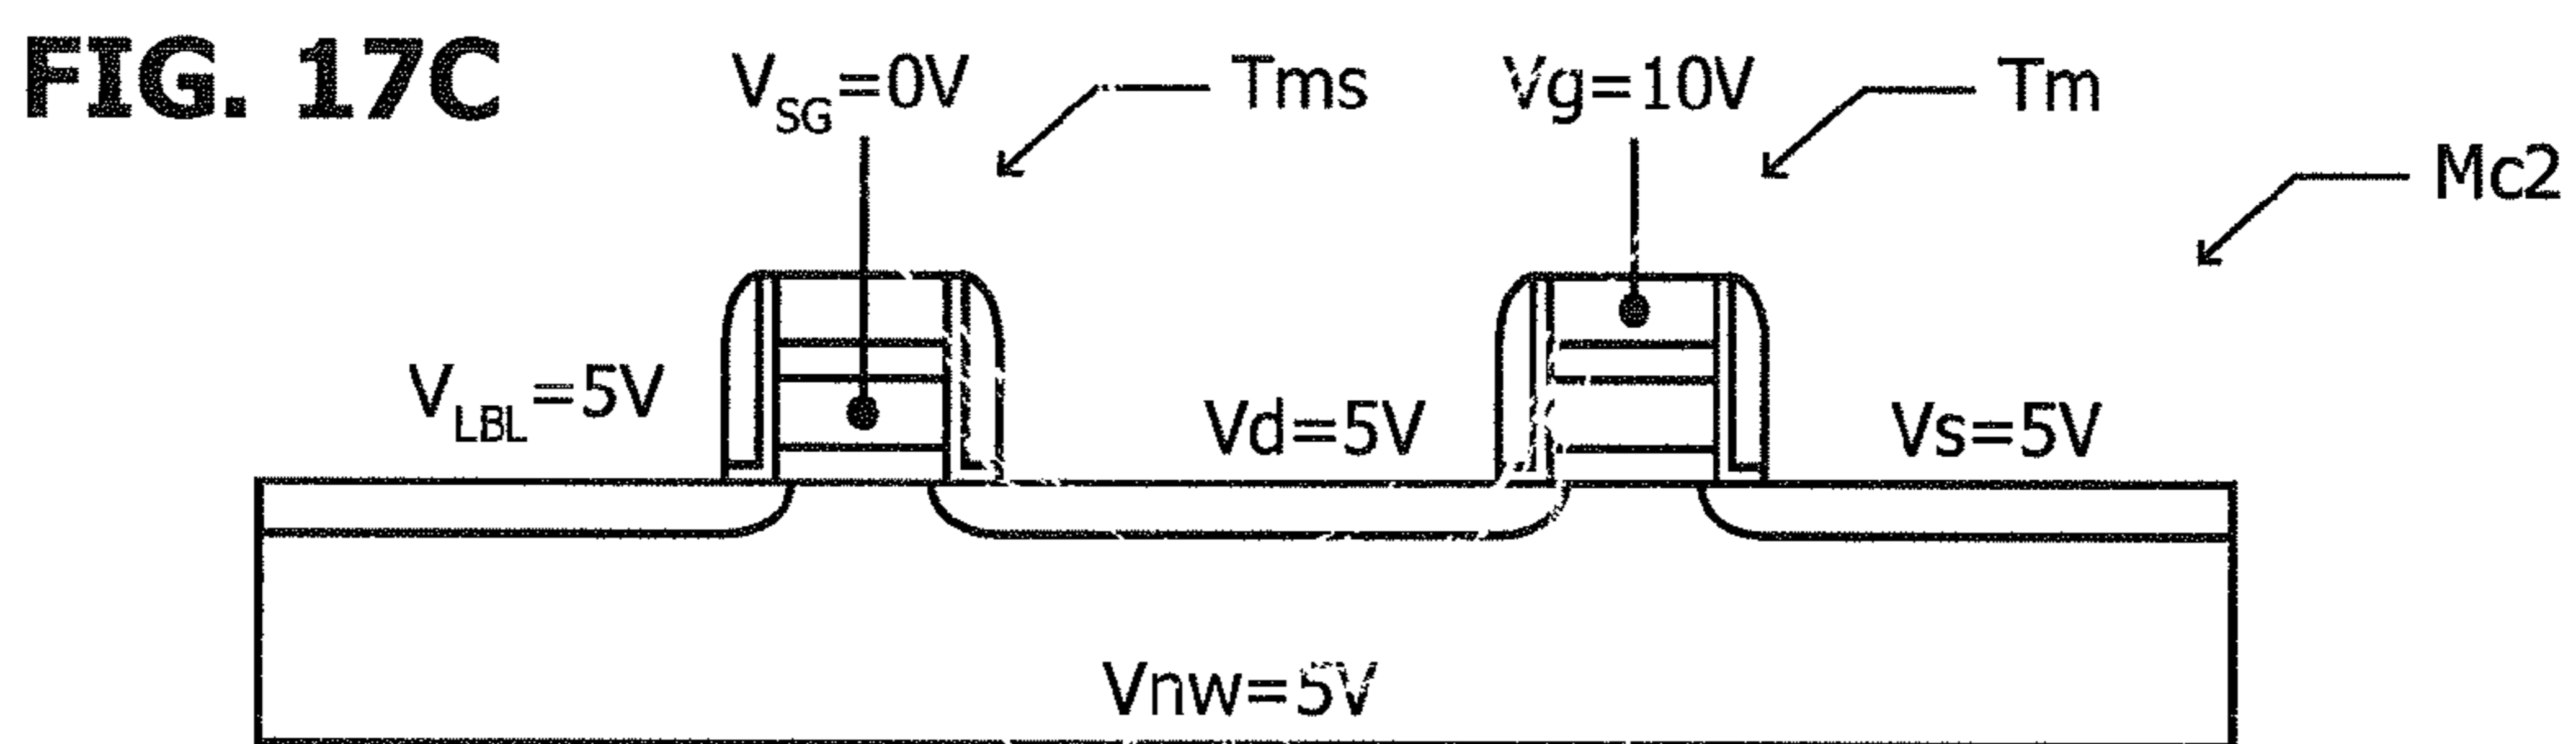 FIG. 17C
VSG=0V
Tms
Vg=10V
Tm
Mc2
VLBL=5V
Vd=5V
Vs=5V
Vnw=5V